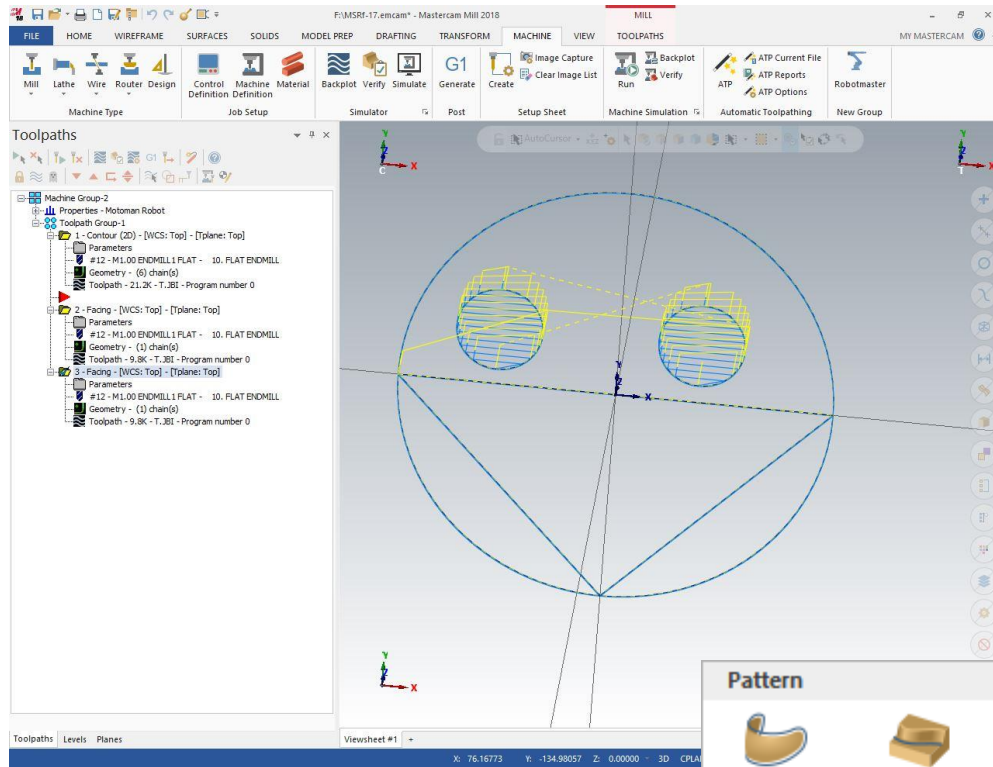 F:\MSRf-17.emcam* - Mastercam Mill 2018
MILL
FILE HOME WIREFRAME SURFACES SOLIDS MODEL PREP DRAFTING TRANSFORM MACHINE VIEW TOOLPATHS MY MASTERCAM
Mill Lathe Wire Router Design
Machine Type
Control Definition Machine Definition Material
Job Setup
Backplot Verify Simulate
Simulator
G1
Generate
Post
Create
Image Capture
Clear Image List
Setup Sheet
Run
Backplot
Verify
Machine Simulation
ATP
ATP Current File
ATP Reports
ATP Options
Automatic Toolpathing
Robotmaster
New Group
Toolpaths
G1
Machine Group-2
Properties - Motoman Robot
Toolpath Group-1
1 - Contour (2D) - [WCS: Top] - [Tplane: Top]
Parameters
#12 - M1.00 ENDMILL1 FLAT - 10. FLAT ENDMILL
Geometry - (6) chain(s)
Toolpath - 21.2K - T.JBI - Program number 0
2 - Facing - [WCS: Top] - [Tplane: Top]
Parameters
#12 - M1.00 ENDMILL1 FLAT - 10. FLAT ENDMILL
Geometry - (1) chain(s)
Toolpath - 9.8K - T.JBI - Program number 0
3 - Facing - [WCS: Top] - [Tplane: Top]
Parameters
#12 - M1.00 ENDMILL1 FLAT - 10. FLAT ENDMILL
Geometry - (1) chain(s)
Toolpath - 9.8K - T.JBI - Program number 0
AutoCursor
Y
Z
X
C
Y
Z
X
T
Y
Z
X
Y
Z
X
Pattern
Toolpaths Levels Planes
Viewsheet #1 +
X: 76.16773 Y: -134.98057 Z: 0.00000 3D CPLA